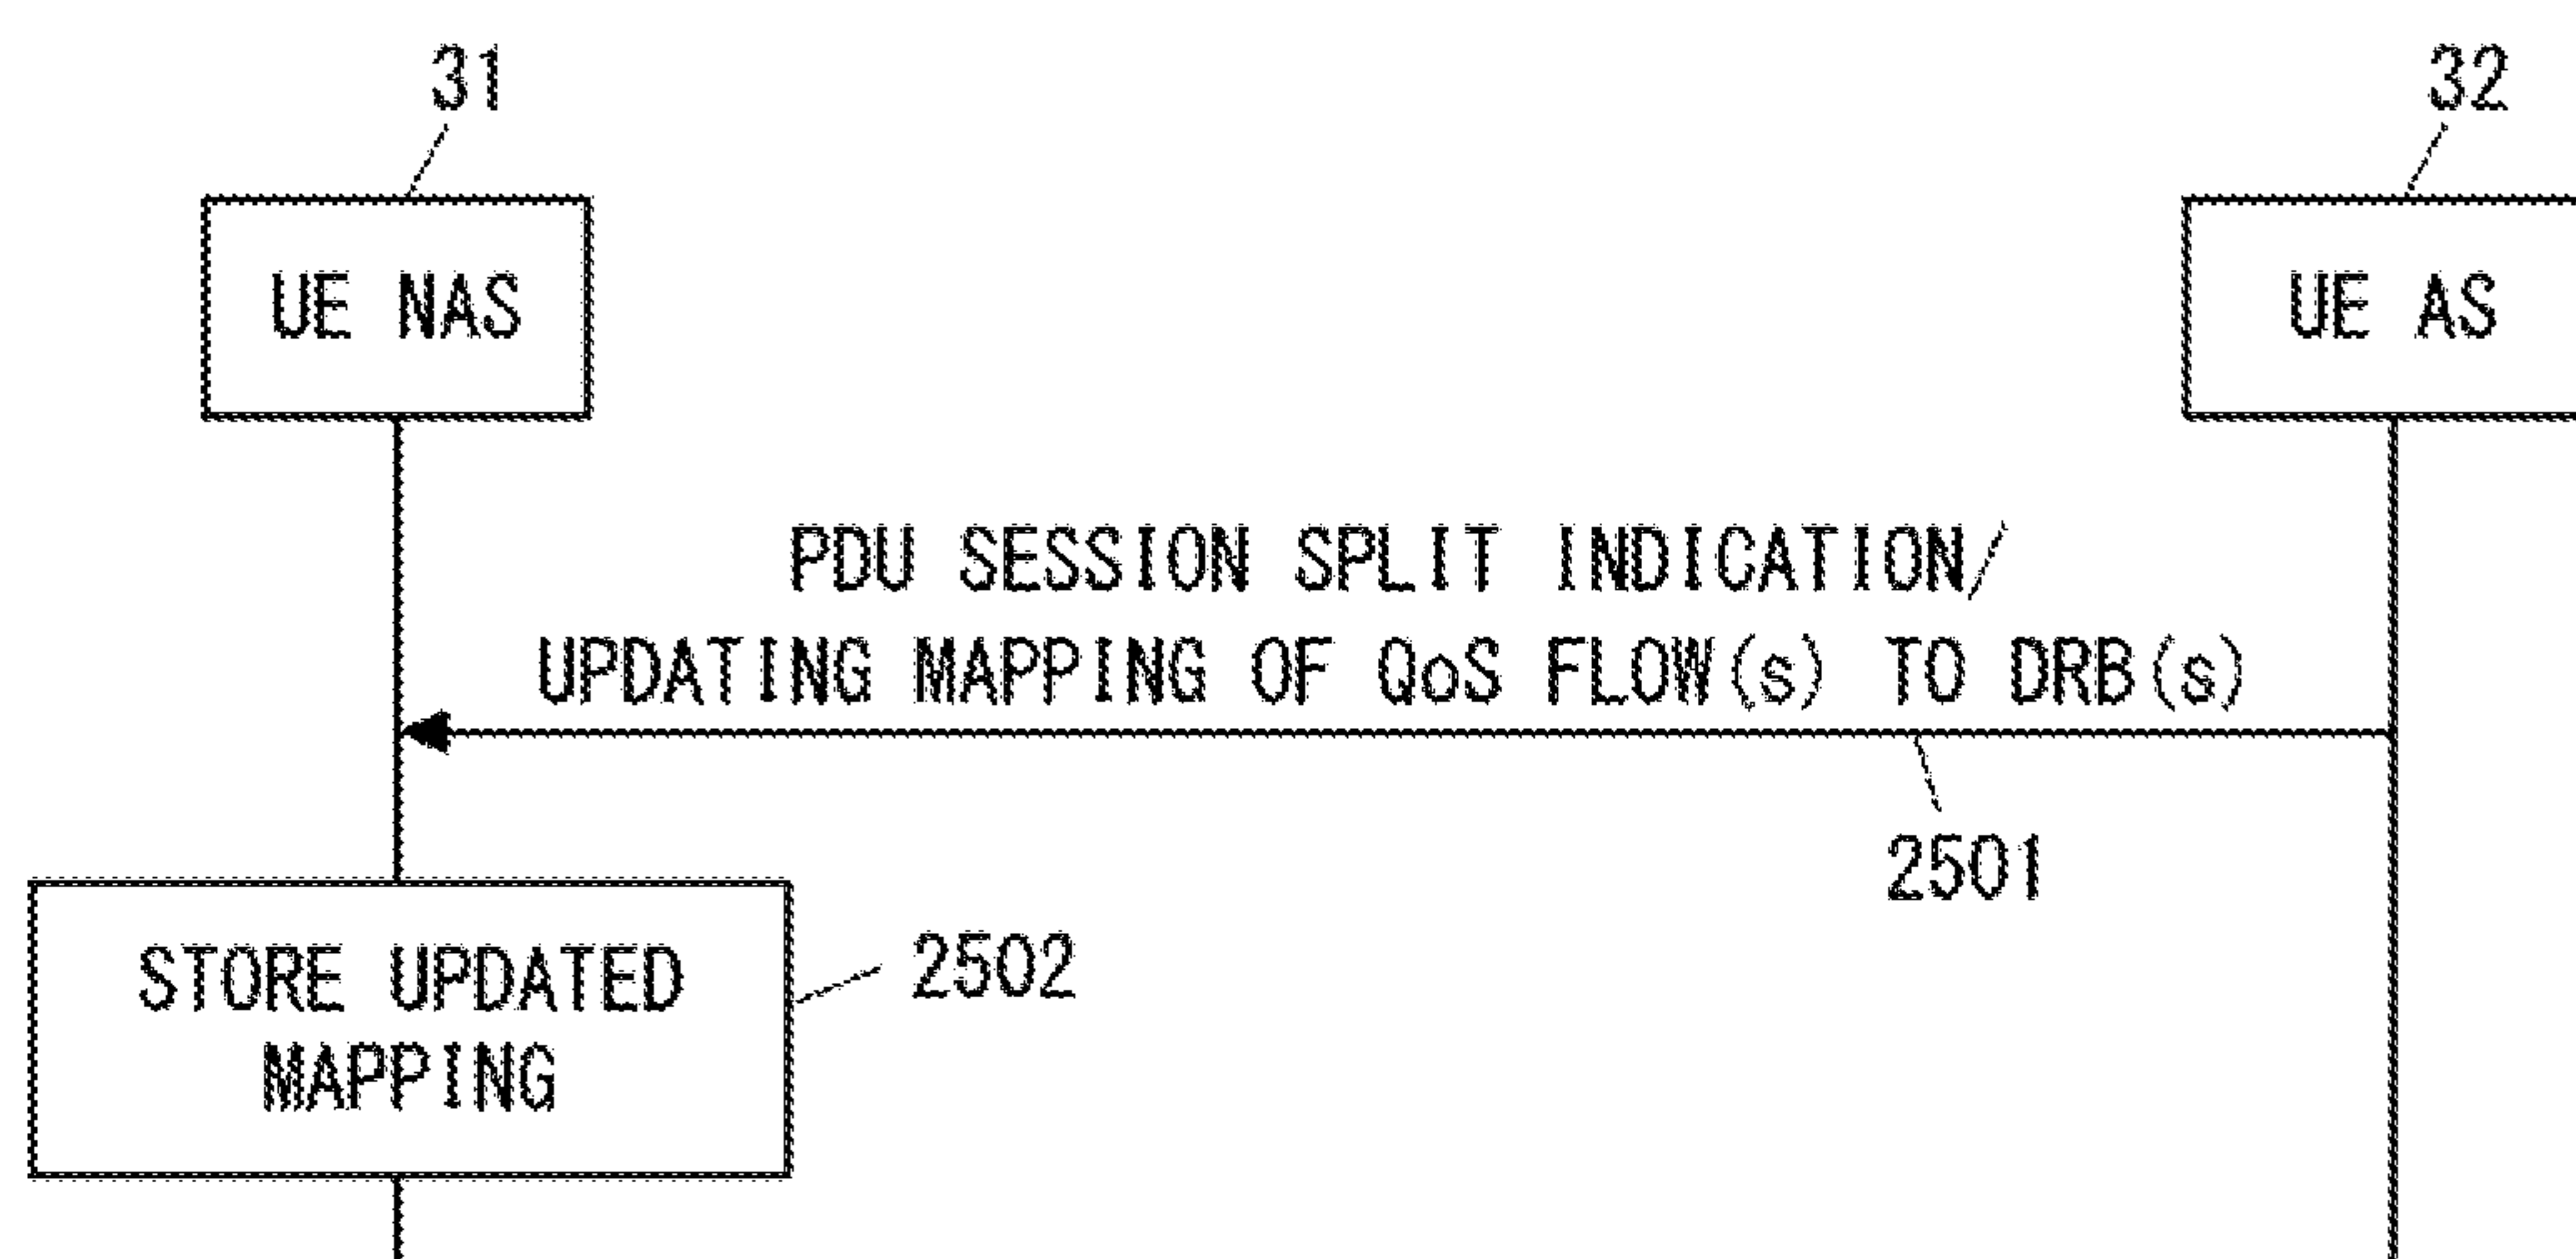 31
32
UE NAS
UE AS
PDU SESSION SPLIT INDICATION/
UPDATING MAPPING OF QoS FLOW(s) TO DRB(s)
2501
STORE UPDATED
MAPPING
2502